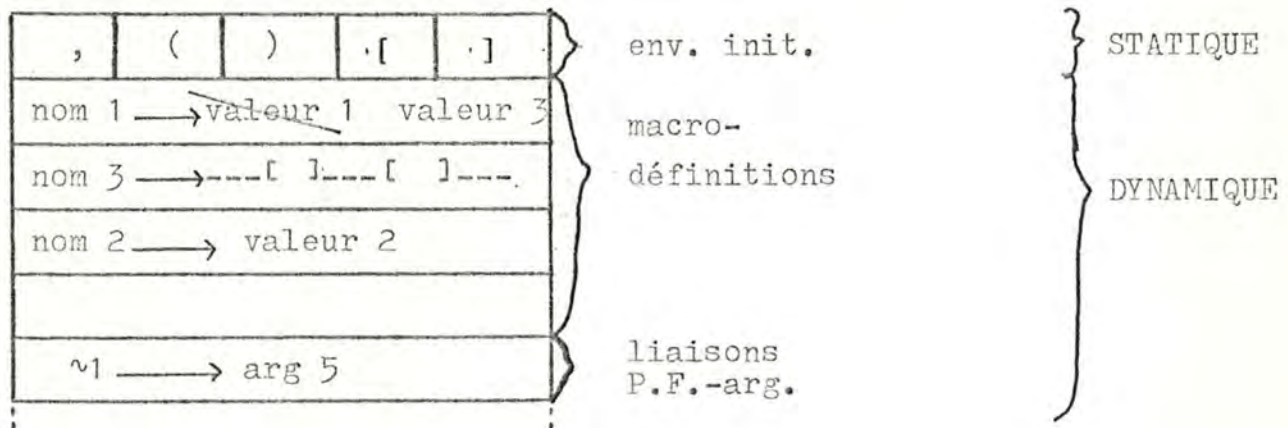 , ( ) .[ .] env. init. STATIQUE
nom 1 → valeur 1 valeur 3
macro-
nom 3 → ---[ ]---[ ]--- définitions
DYNAMIQUE
nom 2 → valeur 2
~1 → arg 5 liaisons
P.F.-arg.